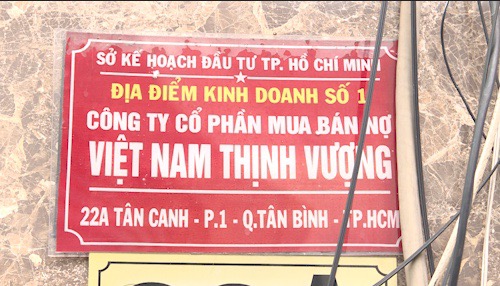 SỞ KẾ HOẠCH ĐẦU TƯ TP. HỒ CHÍ MINH
ĐỊA ĐIỂM KINH DOANH SỐ 1
CÔNG TY CỔ PHẦN MUA BÁN NỢ
VIỆT NAM THỊNH VƯỢNG
22A TÂN CANH - P.1 - Q.TÂN BÌNH - TP.HCM